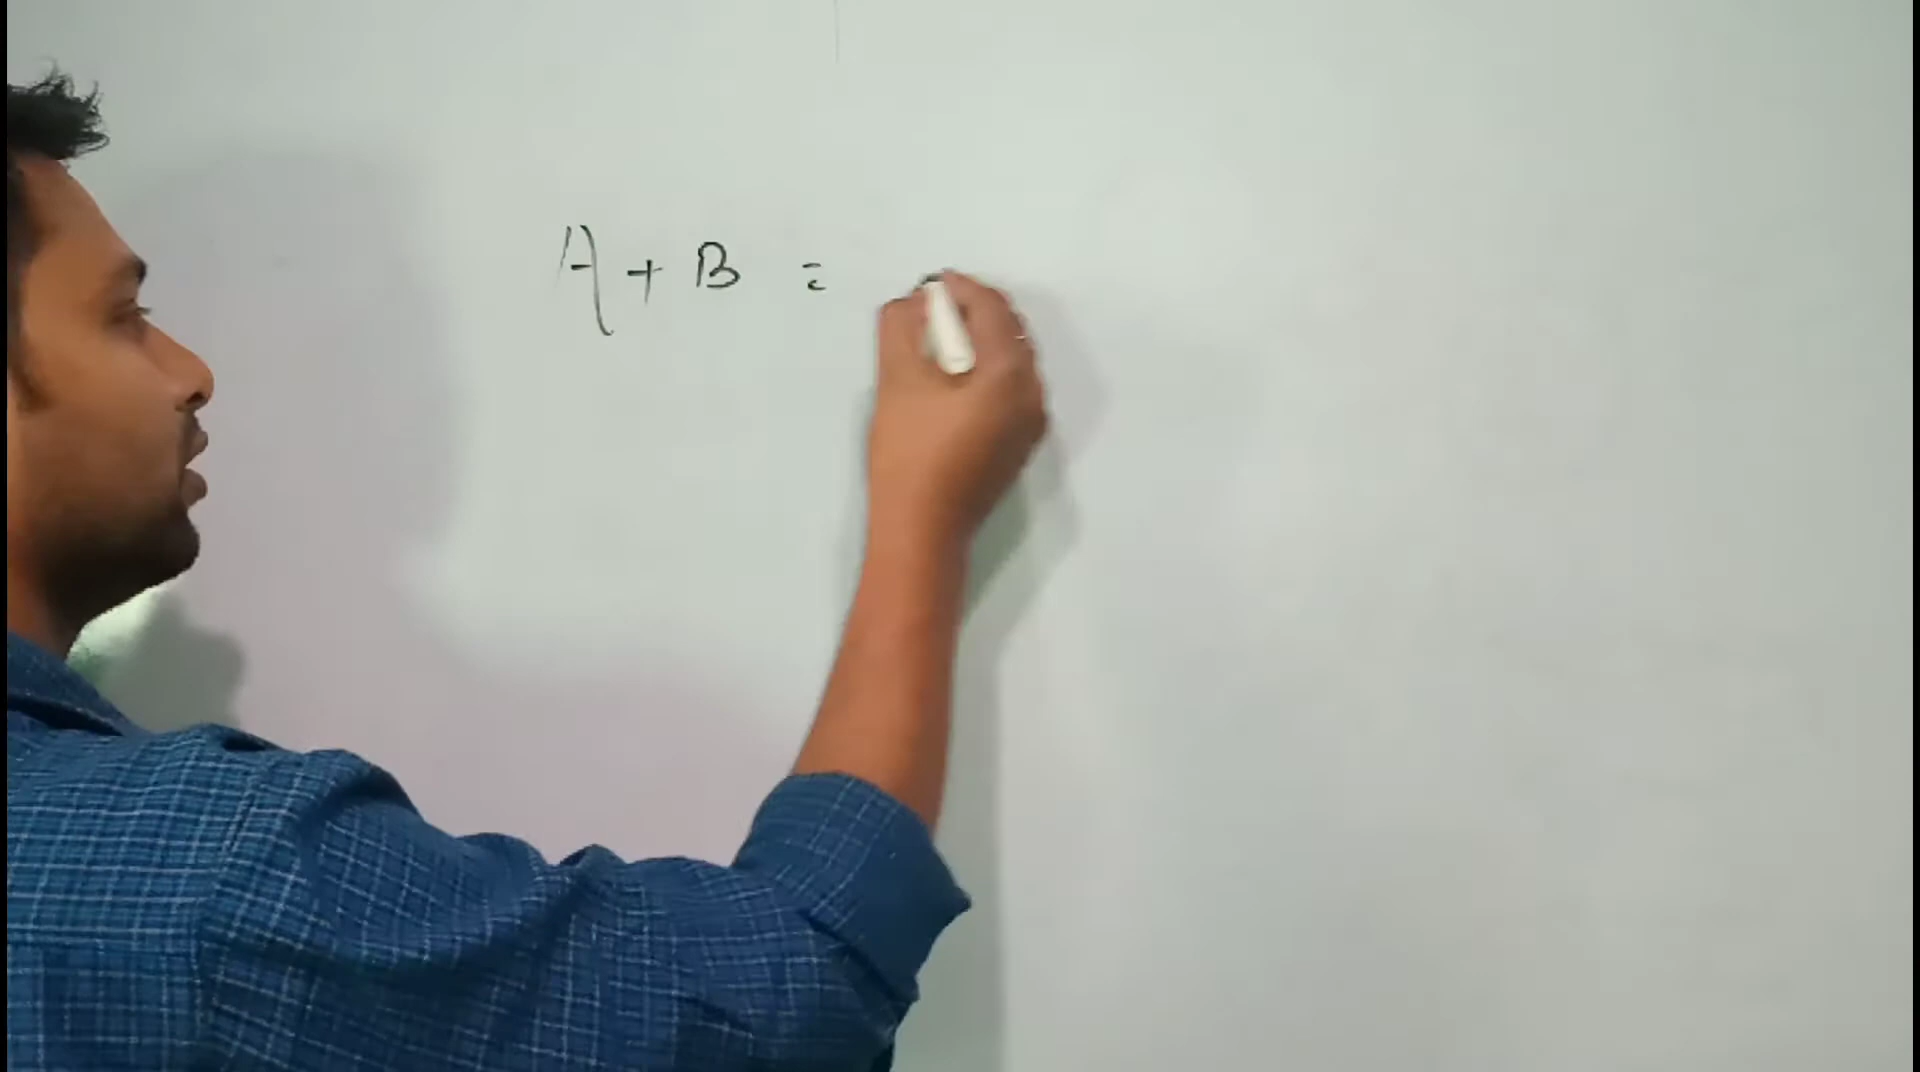 A + B =